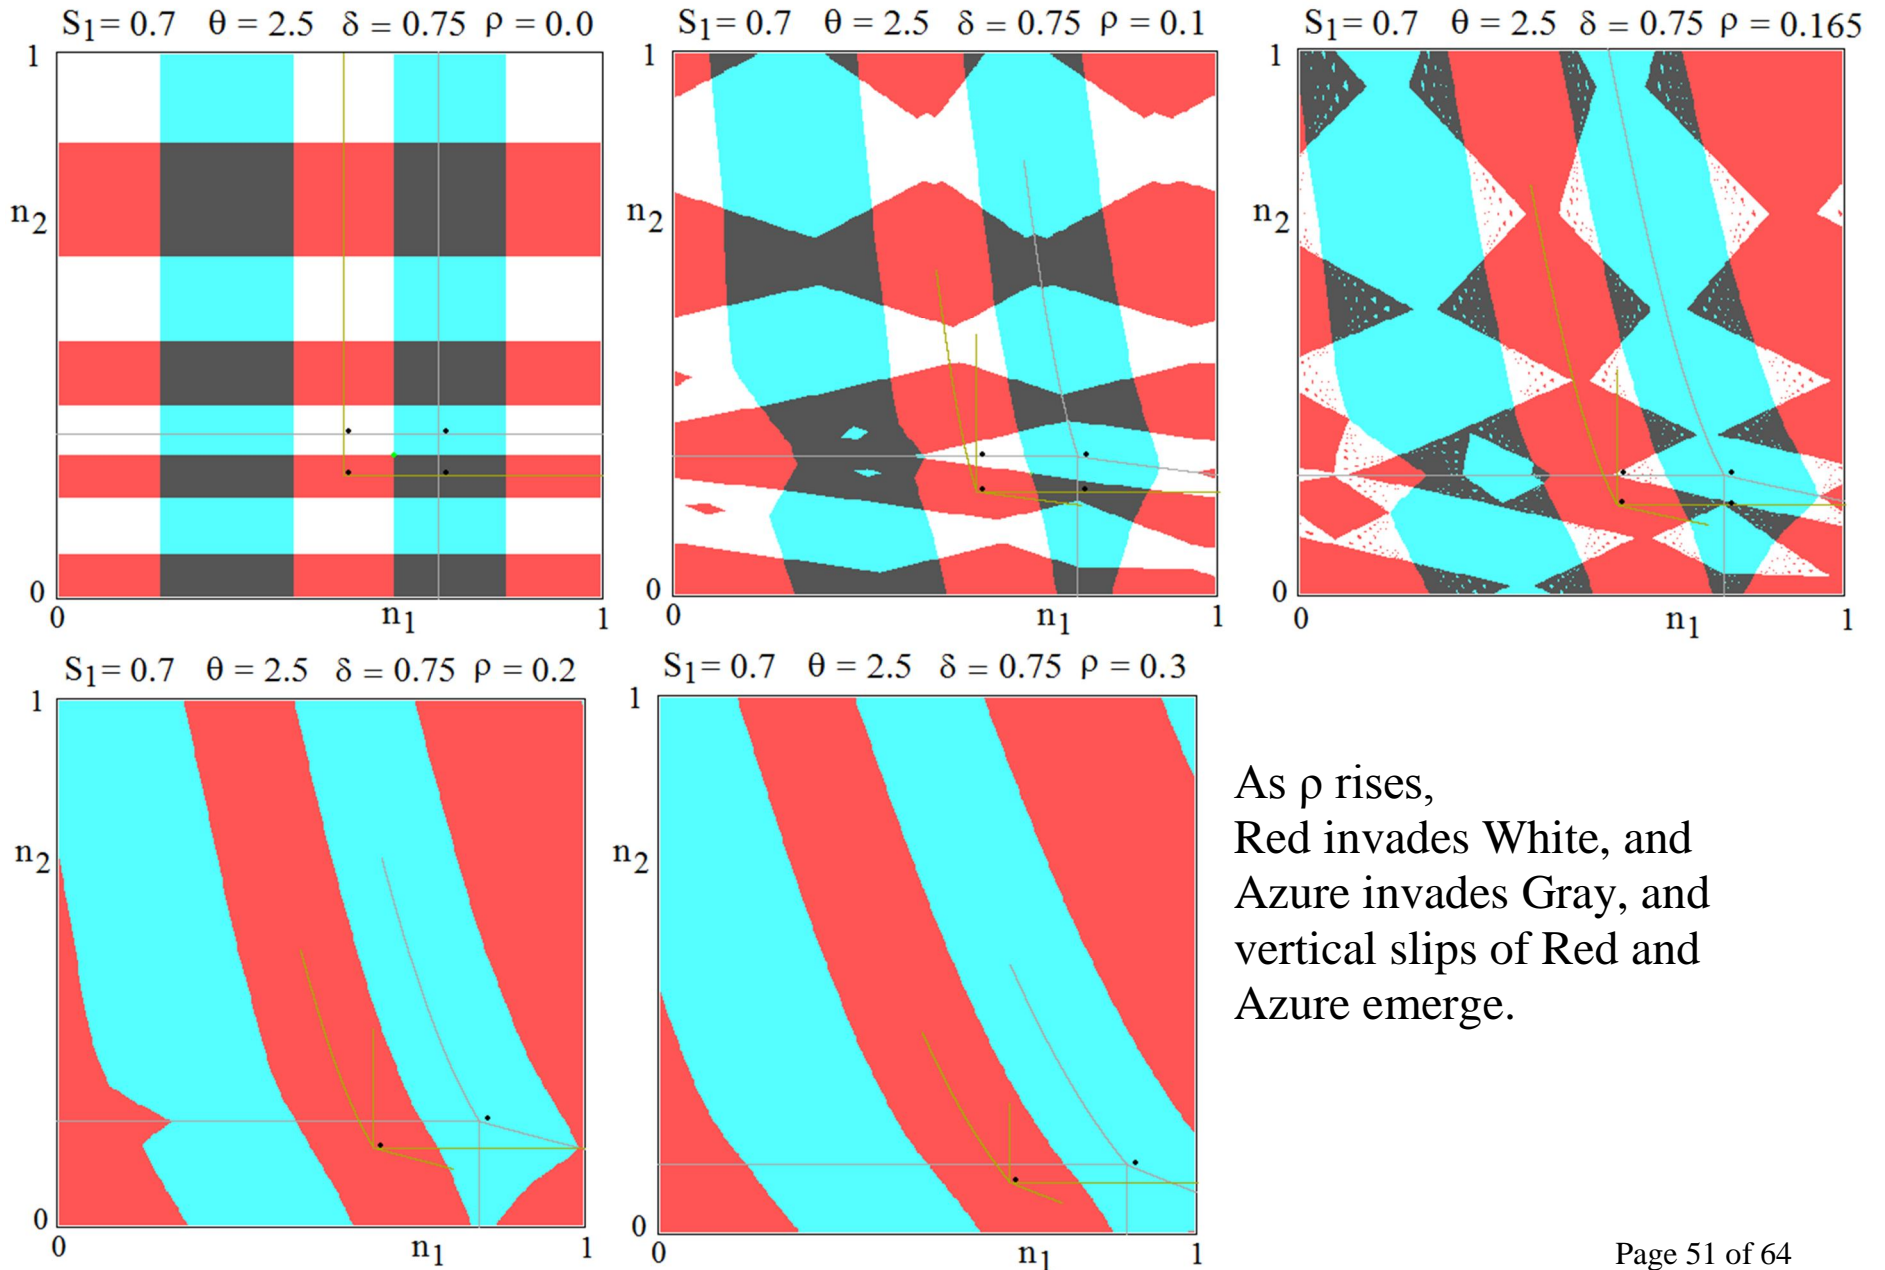 S1= 0.7 θ = 2.5 δ = 0.75 ρ = 0.0
1
n2
0
0 n1 1
S1= 0.7 θ = 2.5 δ = 0.75 ρ = 0.1
1
n2
0
0 n1 1
S1= 0.7 θ = 2.5 δ = 0.75 ρ = 0.165
1
n2
0
0 n1 1
S1= 0.7 θ = 2.5 δ = 0.75 ρ = 0.2
1
n2
0
0 n1 1
S1= 0.7 θ = 2.5 δ = 0.75 ρ = 0.3
1
n2
0
0 n1 1
As ρ rises,
Red invades White, and
Azure invades Gray, and
vertical slips of Red and
Azure emerge.
Page 51 of 64